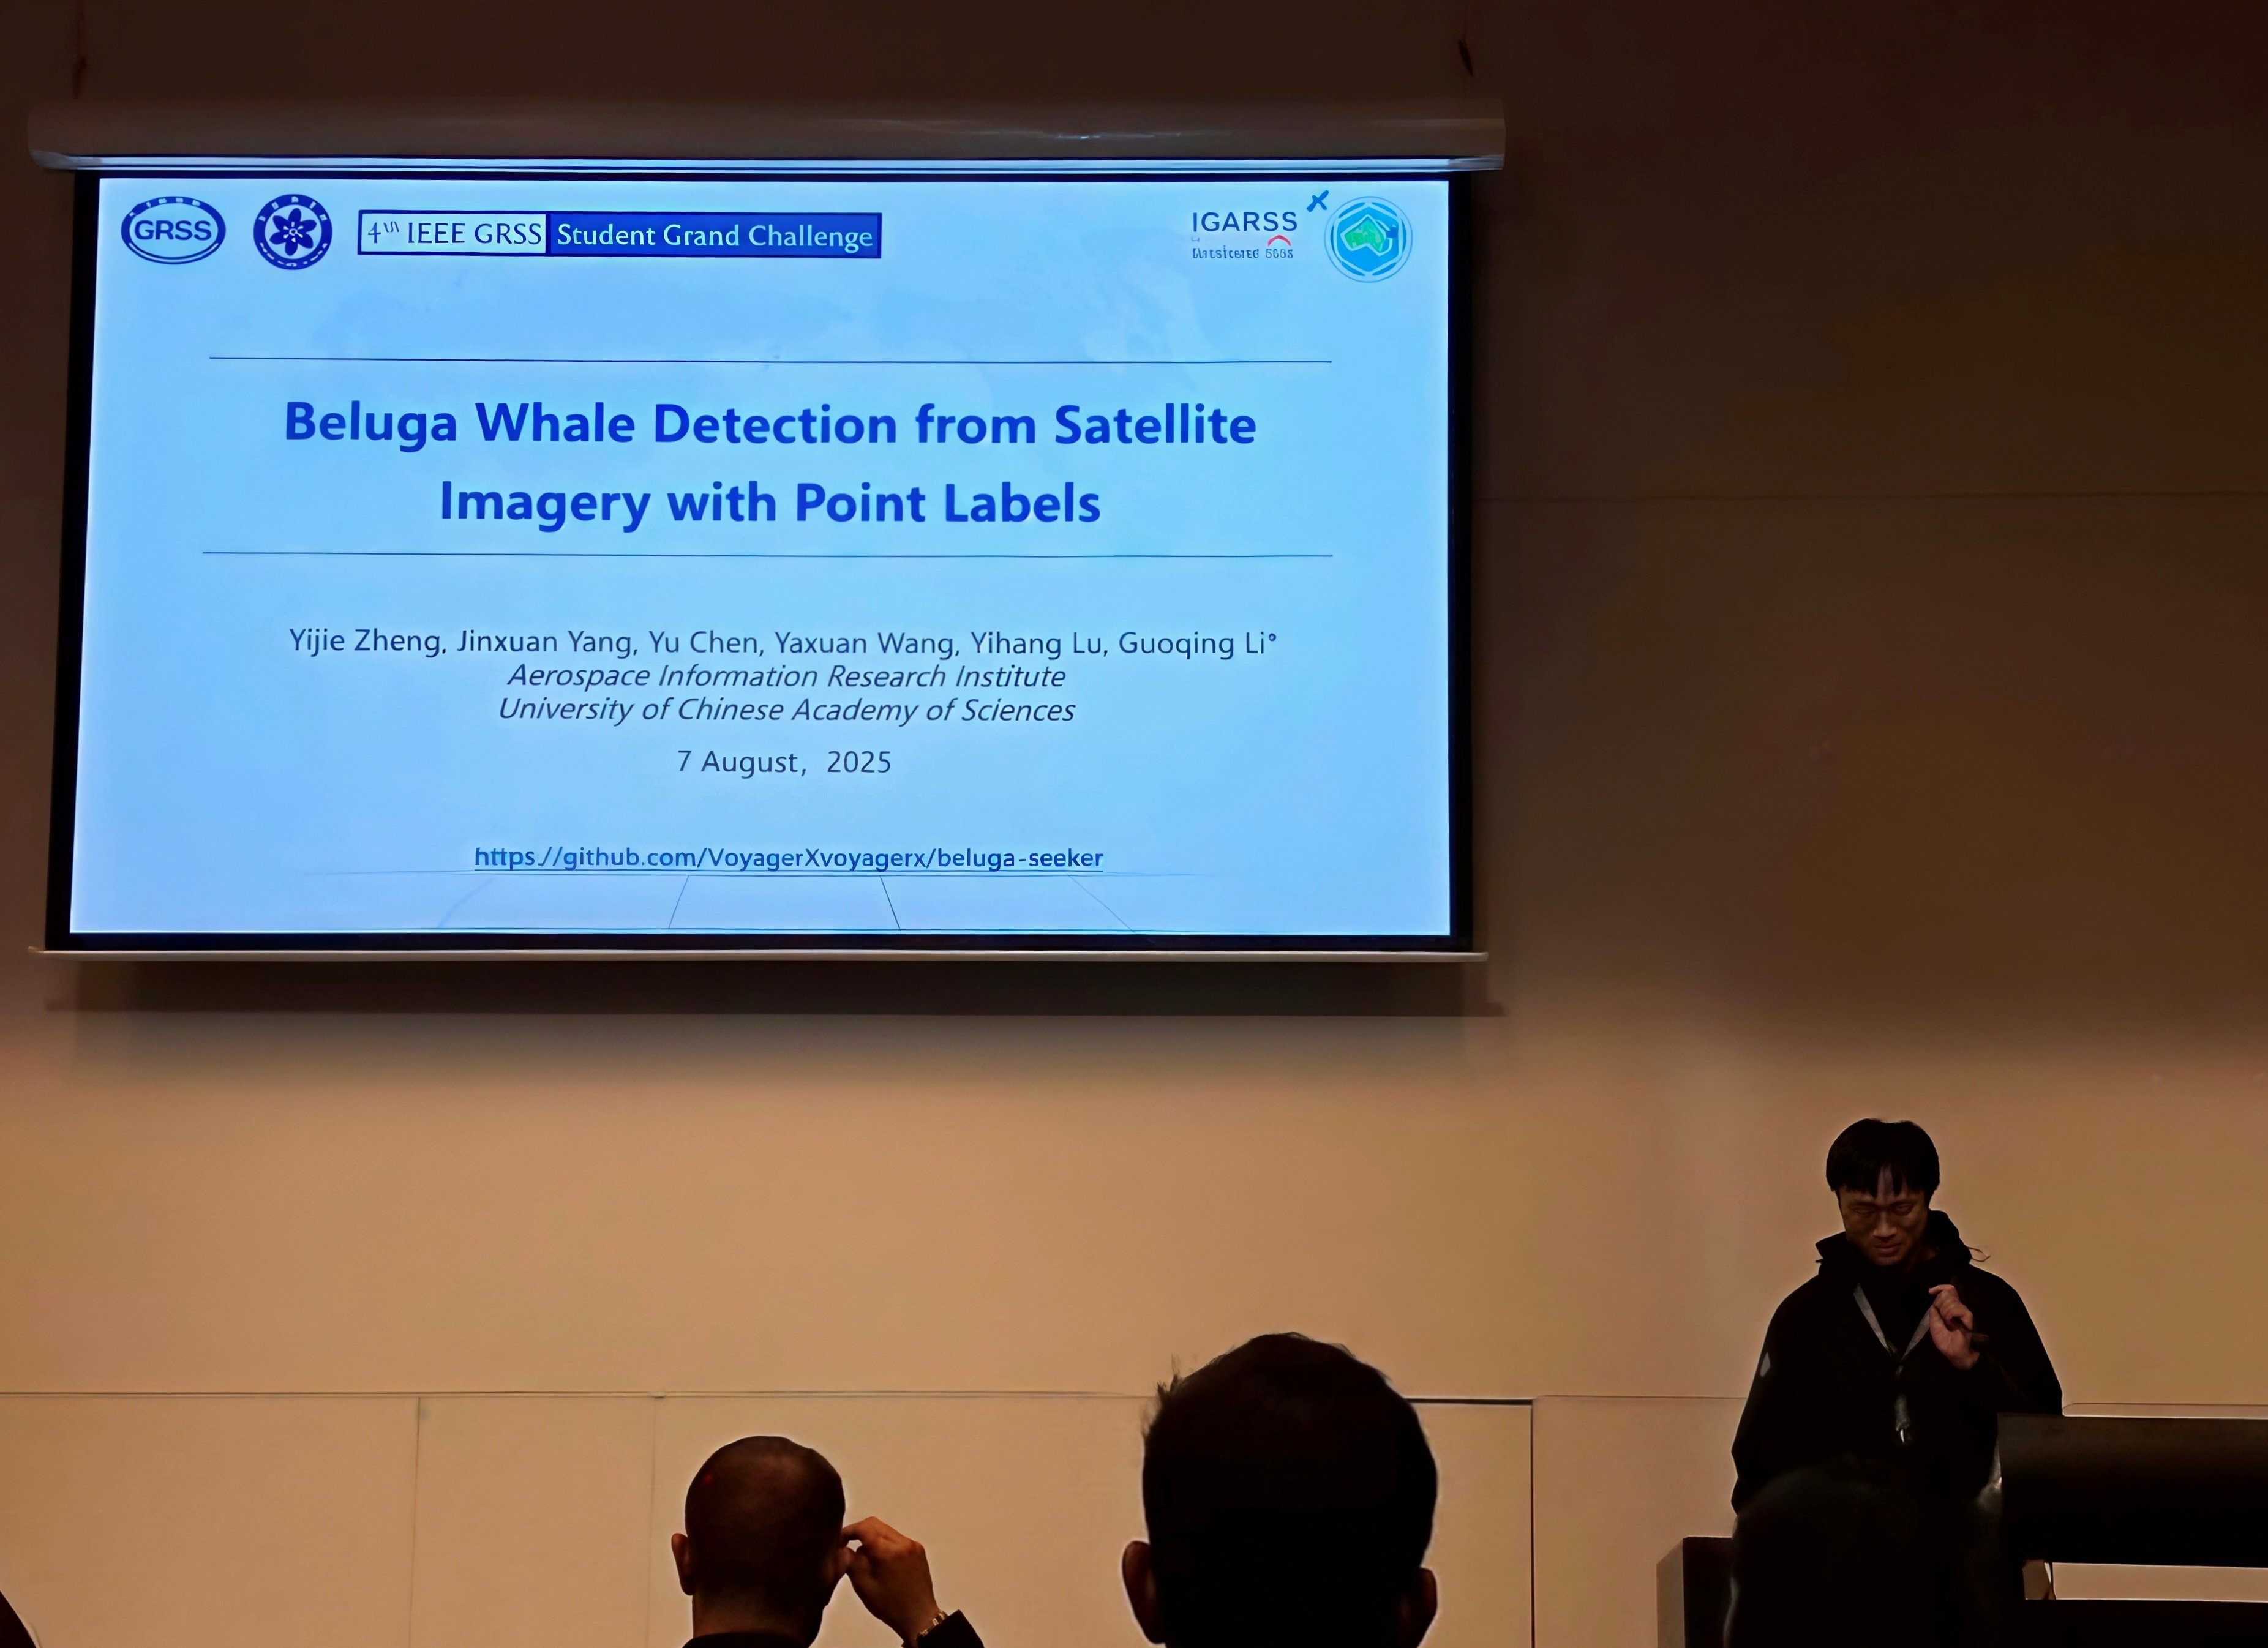 GRSS
4th IEEE GRSS Student Grand Challenge
IGARSS
Beluga Whale Detection from Satellite
Imagery with Point Labels
Yijie Zheng, Jinxuan Yang, Yu Chen, Yaxuan Wang, Yihang Lu, Guoqing Li*
Aerospace Information Research Institute
University of Chinese Academy of Sciences
7 August, 2025
https://github.com/VoyagerXvoyagerx/beluga-seeker